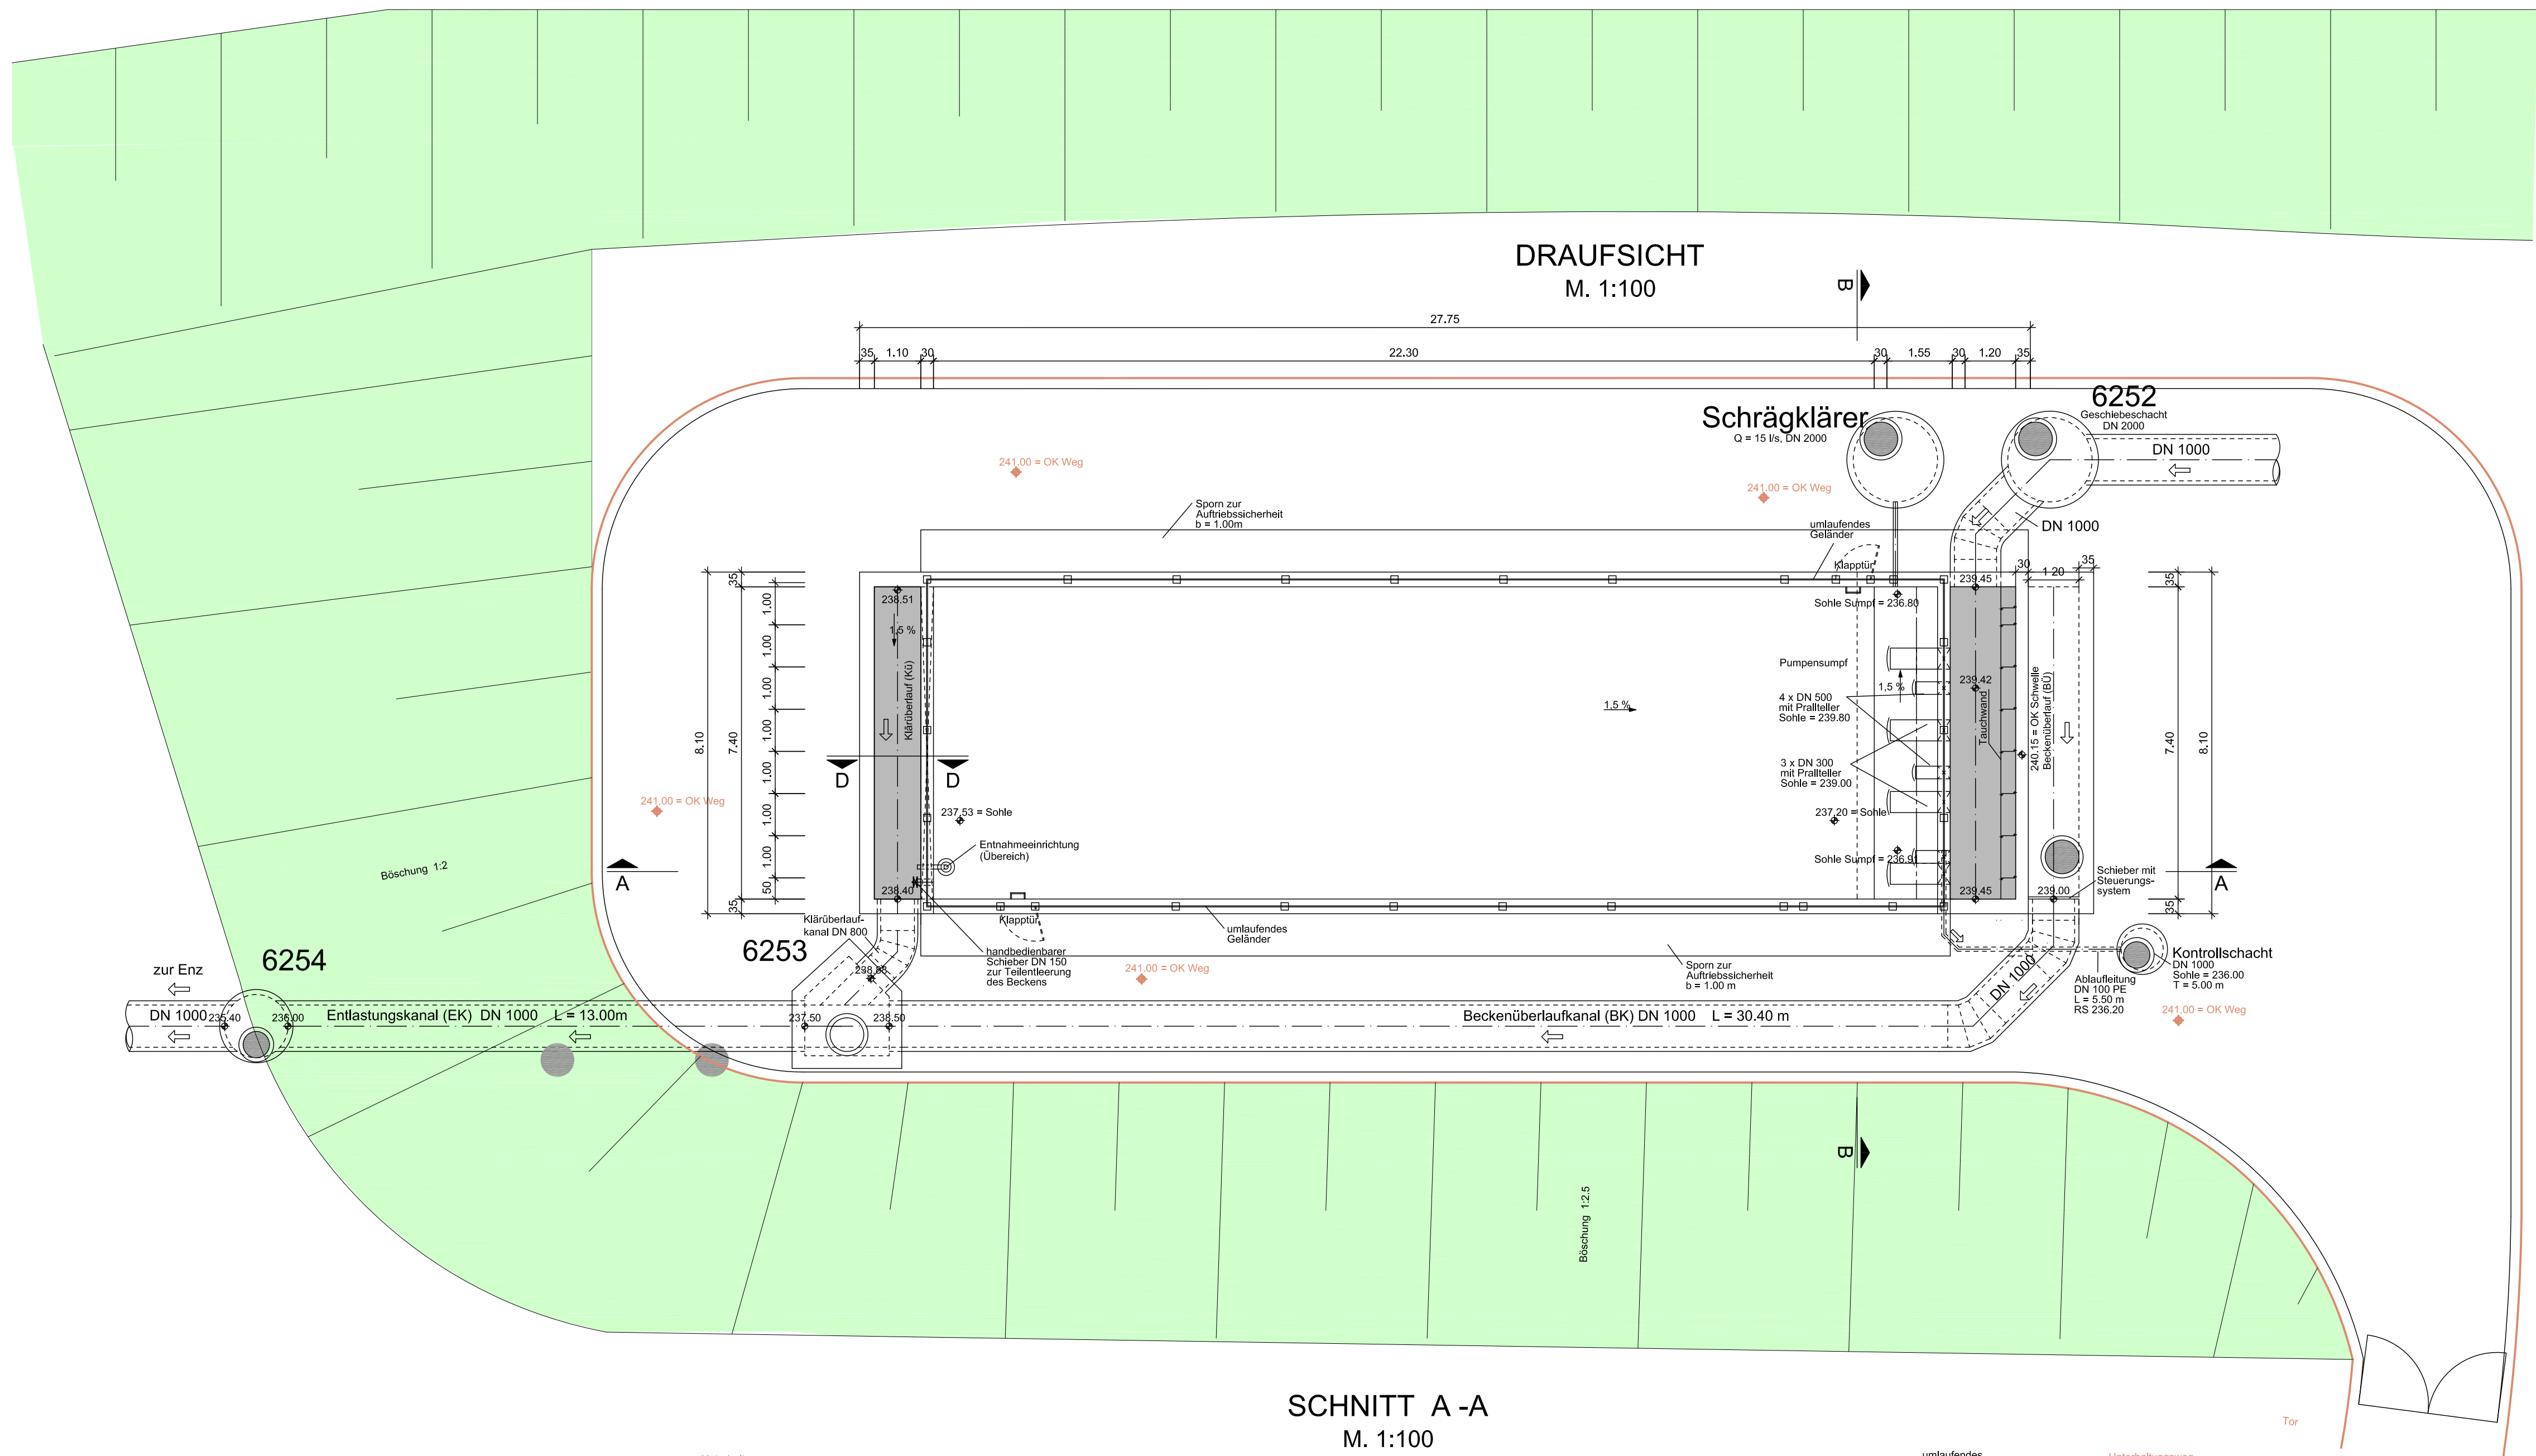 DRAUFSICHT
M. 1:100
B
27.75
35
1.10
30
22.30
30
1.55
30
1.20
35
6252
Geschiebeschacht
DN 2000
Schrägklärer
Q = 15 l/s, DN 2000
DN 1000
241.00 = OK Weg
241.00 = OK Weg
Sporn zur
Auftriebssicherheit
b = 1.00m
umlaufendes
Geländer
DN 1000
Klapptür
30
1.20
35
35
8.10
7.40
35
1.00
1.00
1.00
1.00
1.00
1.00
1.00
50
35
238.51
1,5 %
Klärüberlauf (Kü)
239.45
Sohle Sumpf = 236.80
Pumpensumpf
4 x DN 500
mit Prallteller
Sohle = 239.80
1,5 %
239.42
Tauchwand
240.15 = OK Schwelle
Beckenüberlauf (BÜ)
1,5 %
7.40
8.10
D
D
3 x DN 300
mit Prallteller
Sohle = 239.00
241.00 = OK Weg
237.53 = Sohle
237.20 = Sohle
Entnahmeeinrichtung
(Übereich)
Sohle Sumpf = 236.91
Böschung 1:2
A
Schieber mit
Steuerungs-
system
A
238.40
239.45
239.00
35
Klärüberlauf-
kanal DN 800
Klapptür
umlaufendes
Geländer
6253
handbedienbarer
Schieber DN 150
zur Teilentleerung
des Beckens
6254
zur Enz
241.00 = OK Weg
Sporn zur
Auftriebssicherheit
b = 1.00 m
DN 1000
Kontrollschacht
DN 1000
Sohle = 236.00
T = 5.00 m
Ablaufleitung
DN 100 PE
L = 5.50 m
RS 236.20
241.00 = OK Weg
DN 1000
235.40
236.00
Entlastungskanal (EK) DN 1000 L = 13.00m
237.50
238.50
Beckenüberlaufkanal (BK) DN 1000 L = 30.40 m
B
Böschung 1:2.5
SCHNITT A -A
M. 1:100
Tor
umlaufendes
Unterhaltungsweg